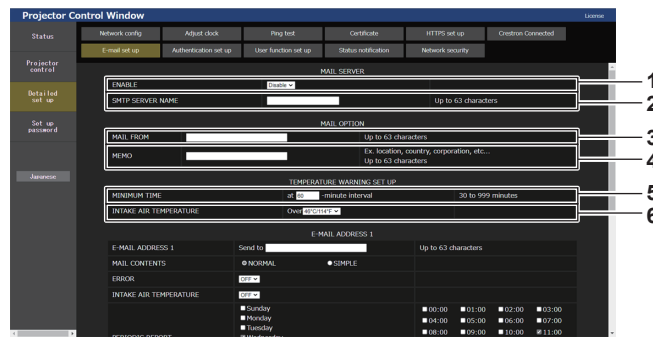 Projector Control Window License
Status
Projector control
Detailed set up
Set up password
Japanese
Network config Adjust clock Ping test Certificate HTTPS set up Crestron Connected
E-mail set up Authentication set up User function set up Status notification Network security
MAIL SERVER
ENABLE Disable 1
SMTP SERVER NAME Up to 63 characters 2
MAIL OPTION
MAIL FROM Up to 63 characters 3
MEMO Ex. location, country, corporation, etc... Up to 63 characters 4
TEMPERATURE WARNING SET UP
MINIMUM TIME at 60 -minute interval 30 to 999 minutes 5
INTAKE AIR TEMPERATURE Over 46°C/114°F 6
E-MAIL ADDRESS 1
E-MAIL ADDRESS 1 Send to Up to 63 characters
MAIL CONTENTS NORMAL SIMPLE
ERROR OFF
INTAKE AIR TEMPERATURE OFF
Sunday 00:00 01:00 02:00 03:00
Monday 04:00 05:00 06:00 07:00
Tuesday 08:00 09:00 10:00 11:00
PERIODIC REPORT Wednesday